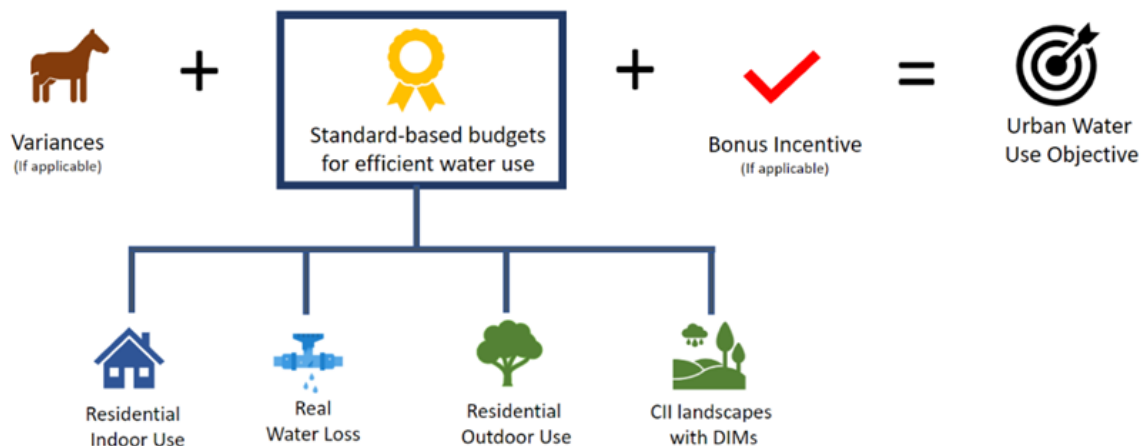 +
+
=
Variances
(If applicable)
Standard-based budgets
for efficient water use
Bonus Incentive
(If applicable)
Urban Water
Use Objective
Residential
Indoor Use
Real
Water Loss
Residential
Outdoor Use
CII landscapes
with DIMs